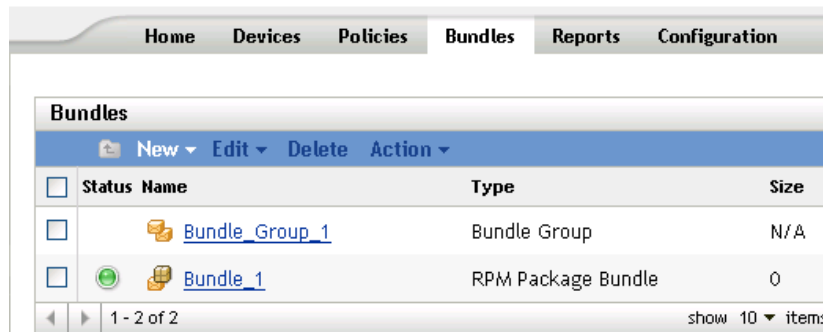 Home Devices Policies Bundles Reports Configuration
Bundles
New Edit Delete Action
Status Name Type Size
Bundle_Group_1 Bundle Group N/A
Bundle_1 RPM Package Bundle 0
1 - 2 of 2 show 10 items